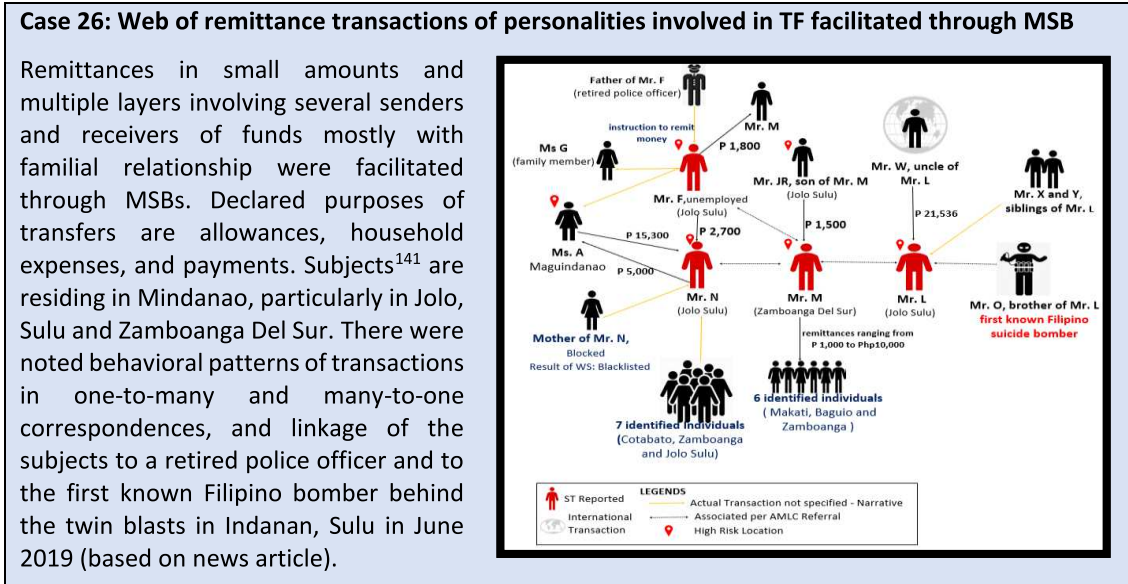 Case 26: Web of remittance transactions of personalities involved in TF facilitated through MSB
Remittances in small amounts and
multiple layers involving several senders
and receivers of funds mostly with
familial relationship were facilitated
through MSBs. Declared purposes of
transfers are allowances, household
expenses, and payments. Subjects¹⁴¹ are
residing in Mindanao, particularly in Jolo,
Sulu and Zamboanga Del Sur. There were
noted behavioral patterns of transactions
in one-to-many and many-to-one
correspondences, and linkage of the
subjects to a retired police officer and to
the first known Filipino bomber behind
the twin blasts in Indanan, Sulu in June
2019 (based on news article).
Father of Mr. F
(retired police officer)
instruction to remit
money
Mr. M
P 1,800
Ms G
(family member)
Mr. F,unemployed
(Jolo Sulu)
Mr. JR, son of Mr. M
(Jolo Sulu)
Mr. W, uncle of
Mr. L
Mr. X and Y,
siblings of Mr. L
P 2,700
P 1,500
P 21,536
P 15,300
P 5,000
Ms. A
Maguindanao
Mr. N
(Jolo Sulu)
Mr. M
(Zamboanga Del Sur)
Mr. L
(Jolo Sulu)
Mr. O, brother of Mr. L
first known Filipino
suicide bomber
Mother of Mr. N,
Blocked
Result of WS: Blacklisted
remittances ranging from
P 1,000 to Php10,000
7 identified individuals
(Cotabato, Zamboanga
and Jolo Sulu)
6 identified individuals
( Makati, Baguio and
Zamboanga )
LEGENDS
ST Reported
Actual Transaction not specified - Narrative
International
Transaction
Associated per AMLC Referral
High Risk Location